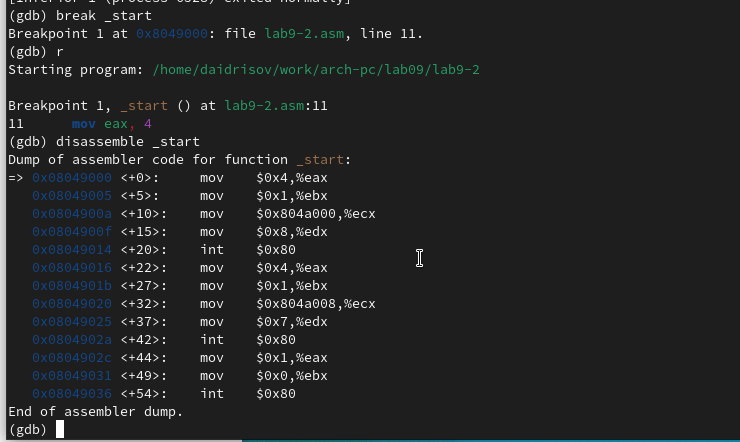 (gdb) break _start
Breakpoint 1 at 0x8049000: file lab9-2.asm, line 11.
(gdb) r
Starting program: /home/daidrisov/work/arch-pc/lab09/lab9-2

Breakpoint 1, _start () at lab9-2.asm:11
11      mov eax, 4
(gdb) disassemble _start
Dump of assembler code for function _start:
=> 0x08049000 <+0>:     mov    $0x4,%eax
   0x08049005 <+5>:     mov    $0x1,%ebx
   0x0804900a <+10>:    mov    $0x804a000,%ecx
   0x0804900f <+15>:    mov    $0x8,%edx
   0x08049014 <+20>:    int    $0x80
   0x08049016 <+22>:    mov    $0x4,%eax
   0x0804901b <+27>:    mov    $0x1,%ebx
   0x08049020 <+32>:    mov    $0x804a008,%ecx
   0x08049025 <+37>:    mov    $0x7,%edx
   0x0804902a <+42>:    int    $0x80
   0x0804902c <+44>:    mov    $0x1,%eax
   0x08049031 <+49>:    mov    $0x0,%ebx
   0x08049036 <+54>:    int    $0x80
End of assembler dump.
(gdb)